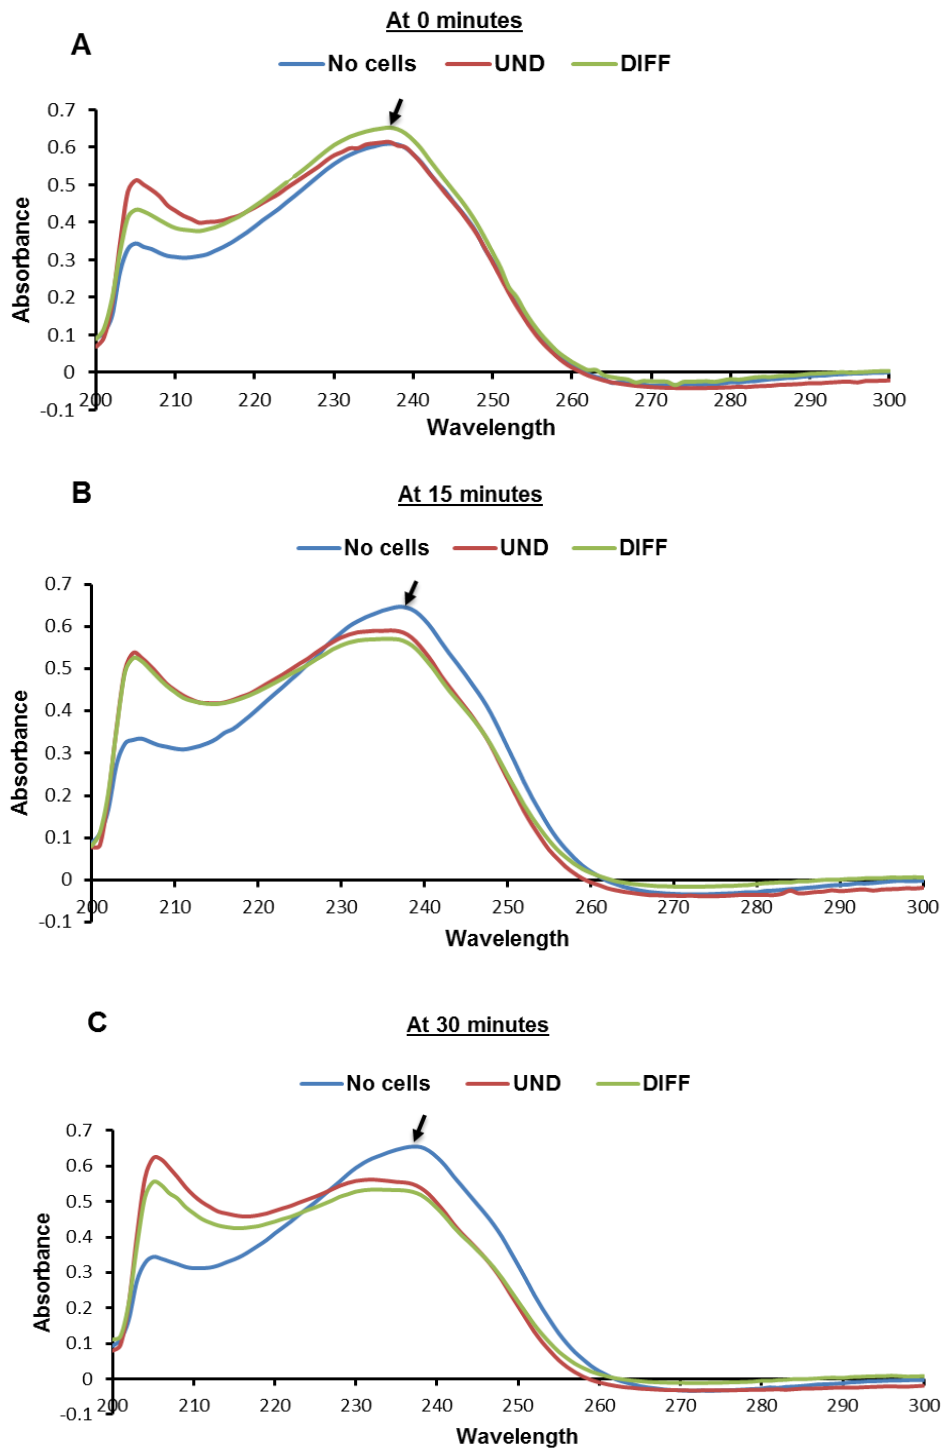 At 0 minutes
A
No cells UND DIFF
0.7
0.6
0.5
0.4
0.3
0.2
0.1
0
-0.1
Absorbance
200 210 220 230 240 250 260 270 280 290 300
Wavelength
B
At 15 minutes
No cells UND DIFF
0.7
0.6
0.5
0.4
0.3
0.2
0.1
0
-0.1
Absorbance
200 210 220 230 240 250 260 270 280 290 300
Wavelength
C
At 30 minutes
No cells UND DIFF
0.7
0.6
0.5
0.4
0.3
0.2
0.1
0
-0.1
Absorbance
200 210 220 230 240 250 260 270 280 290 300
Wavelength